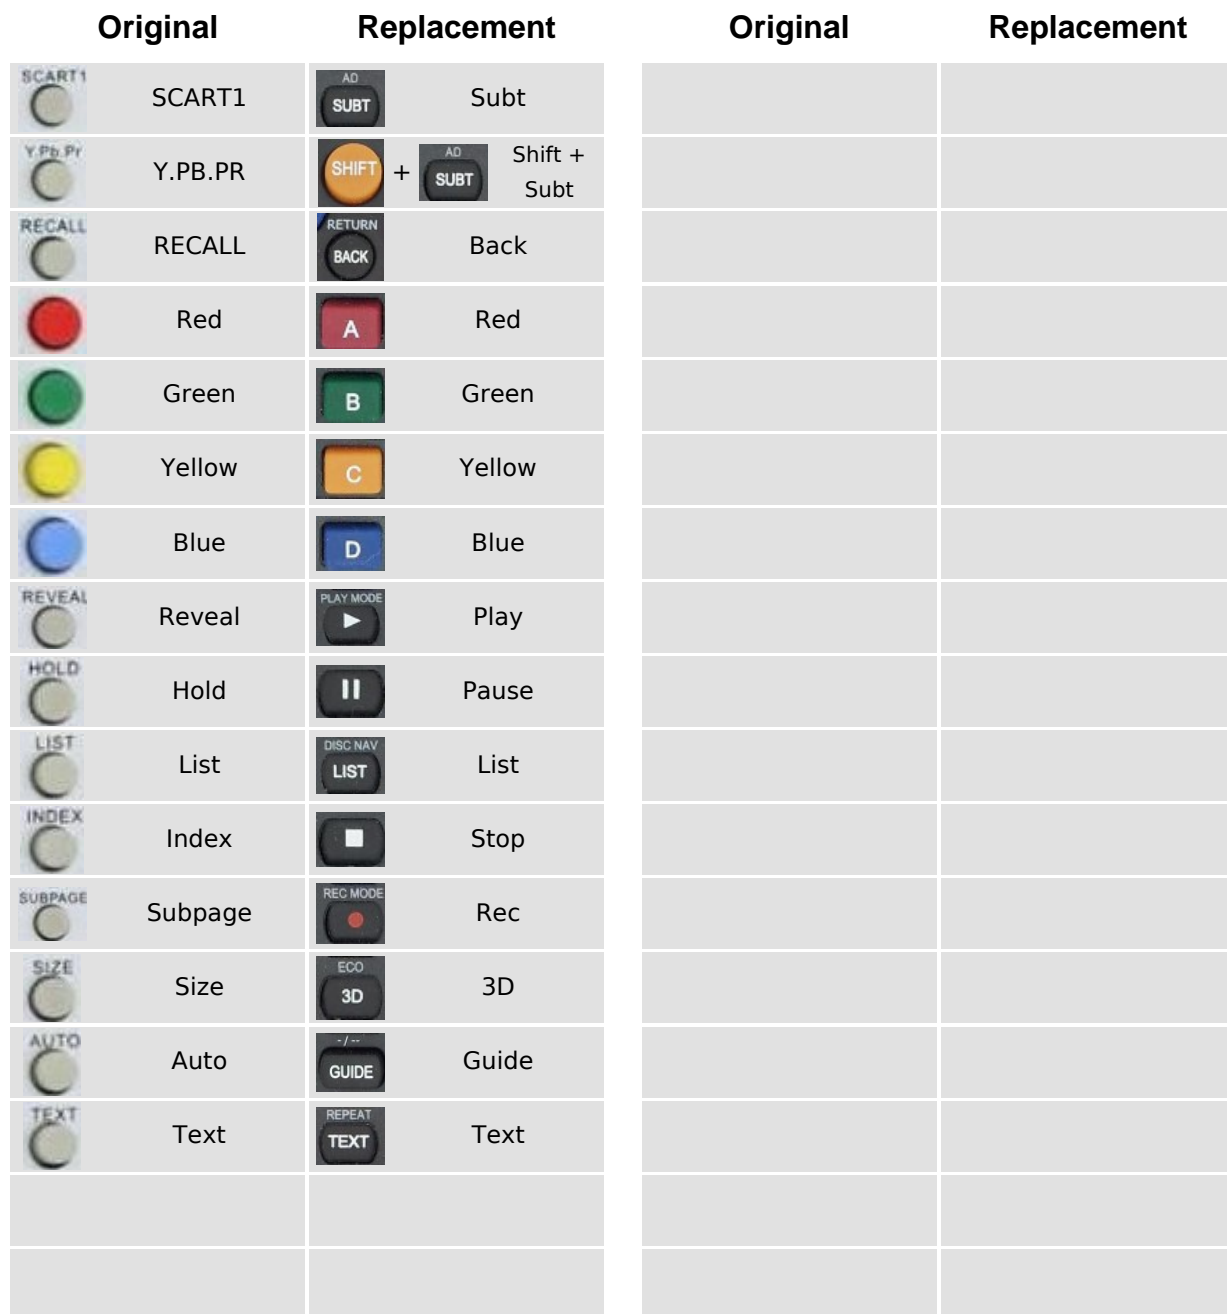 Original Replacement Original Replacement
SCART1 SCART1 AD SUBT Subt
Y.Pb.Pr Y.PB.PR SHIFT + AD SUBT Shift + Subt
RECALL RECALL RETURN BACK Back
Red A Red
Green B Green
Yellow C Yellow
Blue D Blue
REVEAL Reveal PLAY MODE Play
HOLD Hold Pause
LIST List DISC NAV LIST List
INDEX Index Stop
SUBPAGE Subpage REC MODE Rec
SIZE Size ECO 3D 3D
AUTO Auto -/-- GUIDE Guide
TEXT Text REPEAT TEXT Text